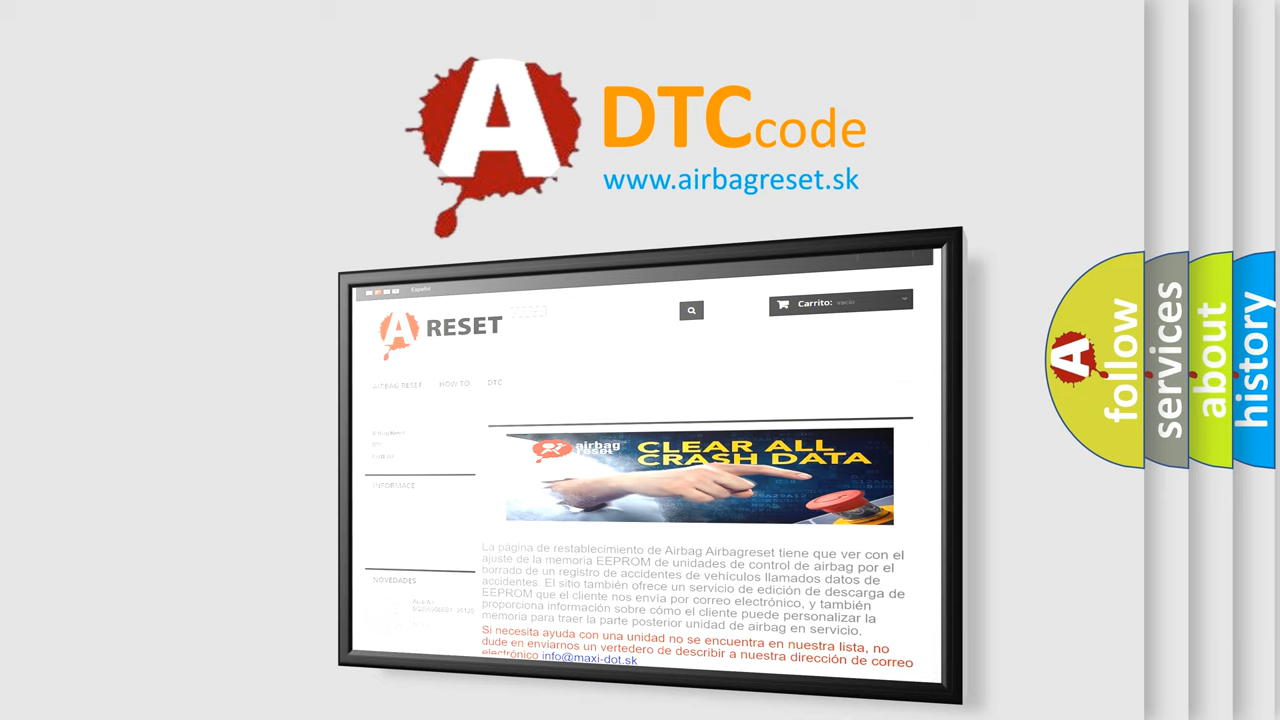 A
DTCcode
www.airbagreset.sk
Español
A RESET
Carrito: vacío
AIRBAG RESET HOW TO DTC
Airbag Reset
INFORMACE
airbag reset
CLEAR ALL
CRASH DATA
La página de restablecimiento de Airbag Airbagreset tiene que ver con el
ajuste de la memoria EEPROM de unidades de control de airbag por el
borrado de un registro de accidentes de vehículos llamados datos de
accidentes. El sitio también ofrece un servicio de edición de descarga de
EEPROM que el cliente nos envía por correo electrónico, y también
proporciona información sobre cómo el cliente puede personalizar la
memoria para traer la parte posterior unidad de airbag en servicio.
Si necesita ayuda con una unidad no se encuentra en nuestra lista, no
dude en enviarnos un vertedero de describir a nuestra dirección de correo
electrónico info@maxi-dot.sk
NOVEDADES
A
follow
services
about
history